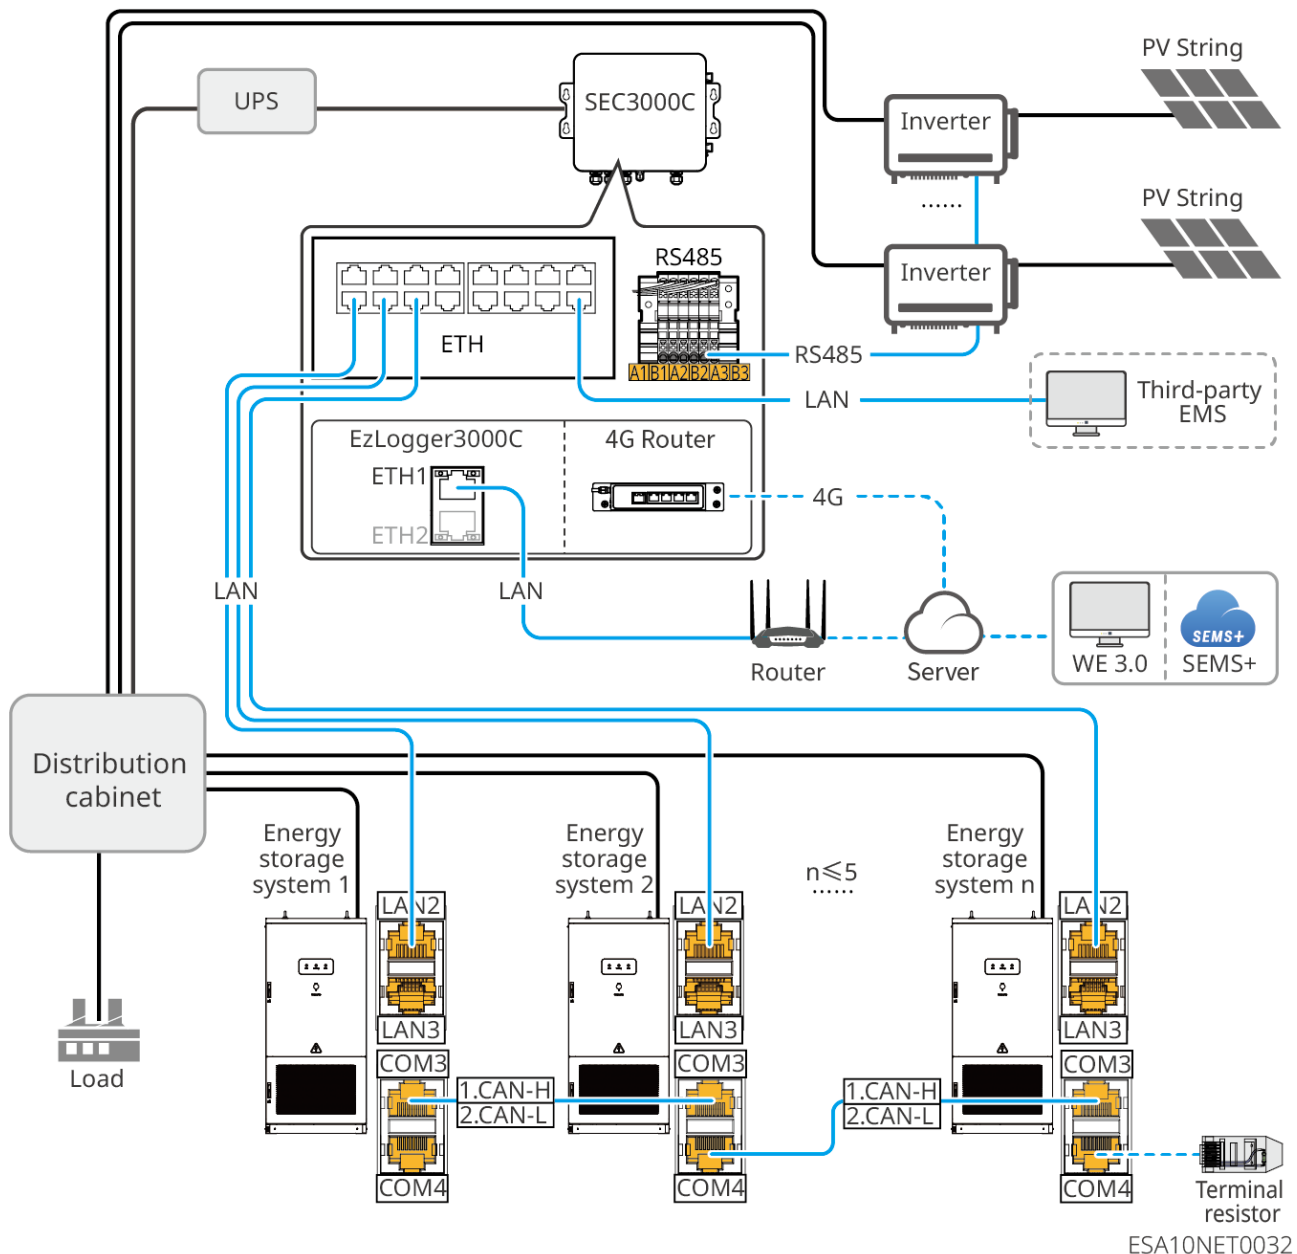 PV String
UPS
SEC3000C
Inverter
......
PV String
Inverter
RS485
ETH
RS485
A1 B1 A2 B2 A3 B3
LAN
Third-party
EMS
EzLogger3000C
4G Router
ETH1
ETH2
4G
LAN
LAN
Router
Server
WE 3.0
SEMS+
SEMS+
Distribution
cabinet
Energy
storage
system 1
Energy
storage
system 2
n≤5
......
Energy
storage
system n
LAN2
LAN2
LAN2
LAN3
LAN3
LAN3
COM3
COM3
COM3
1.CAN-H
2.CAN-L
1.CAN-H
2.CAN-L
COM4
COM4
COM4
Load
Terminal
resistor
ESA10NET0032